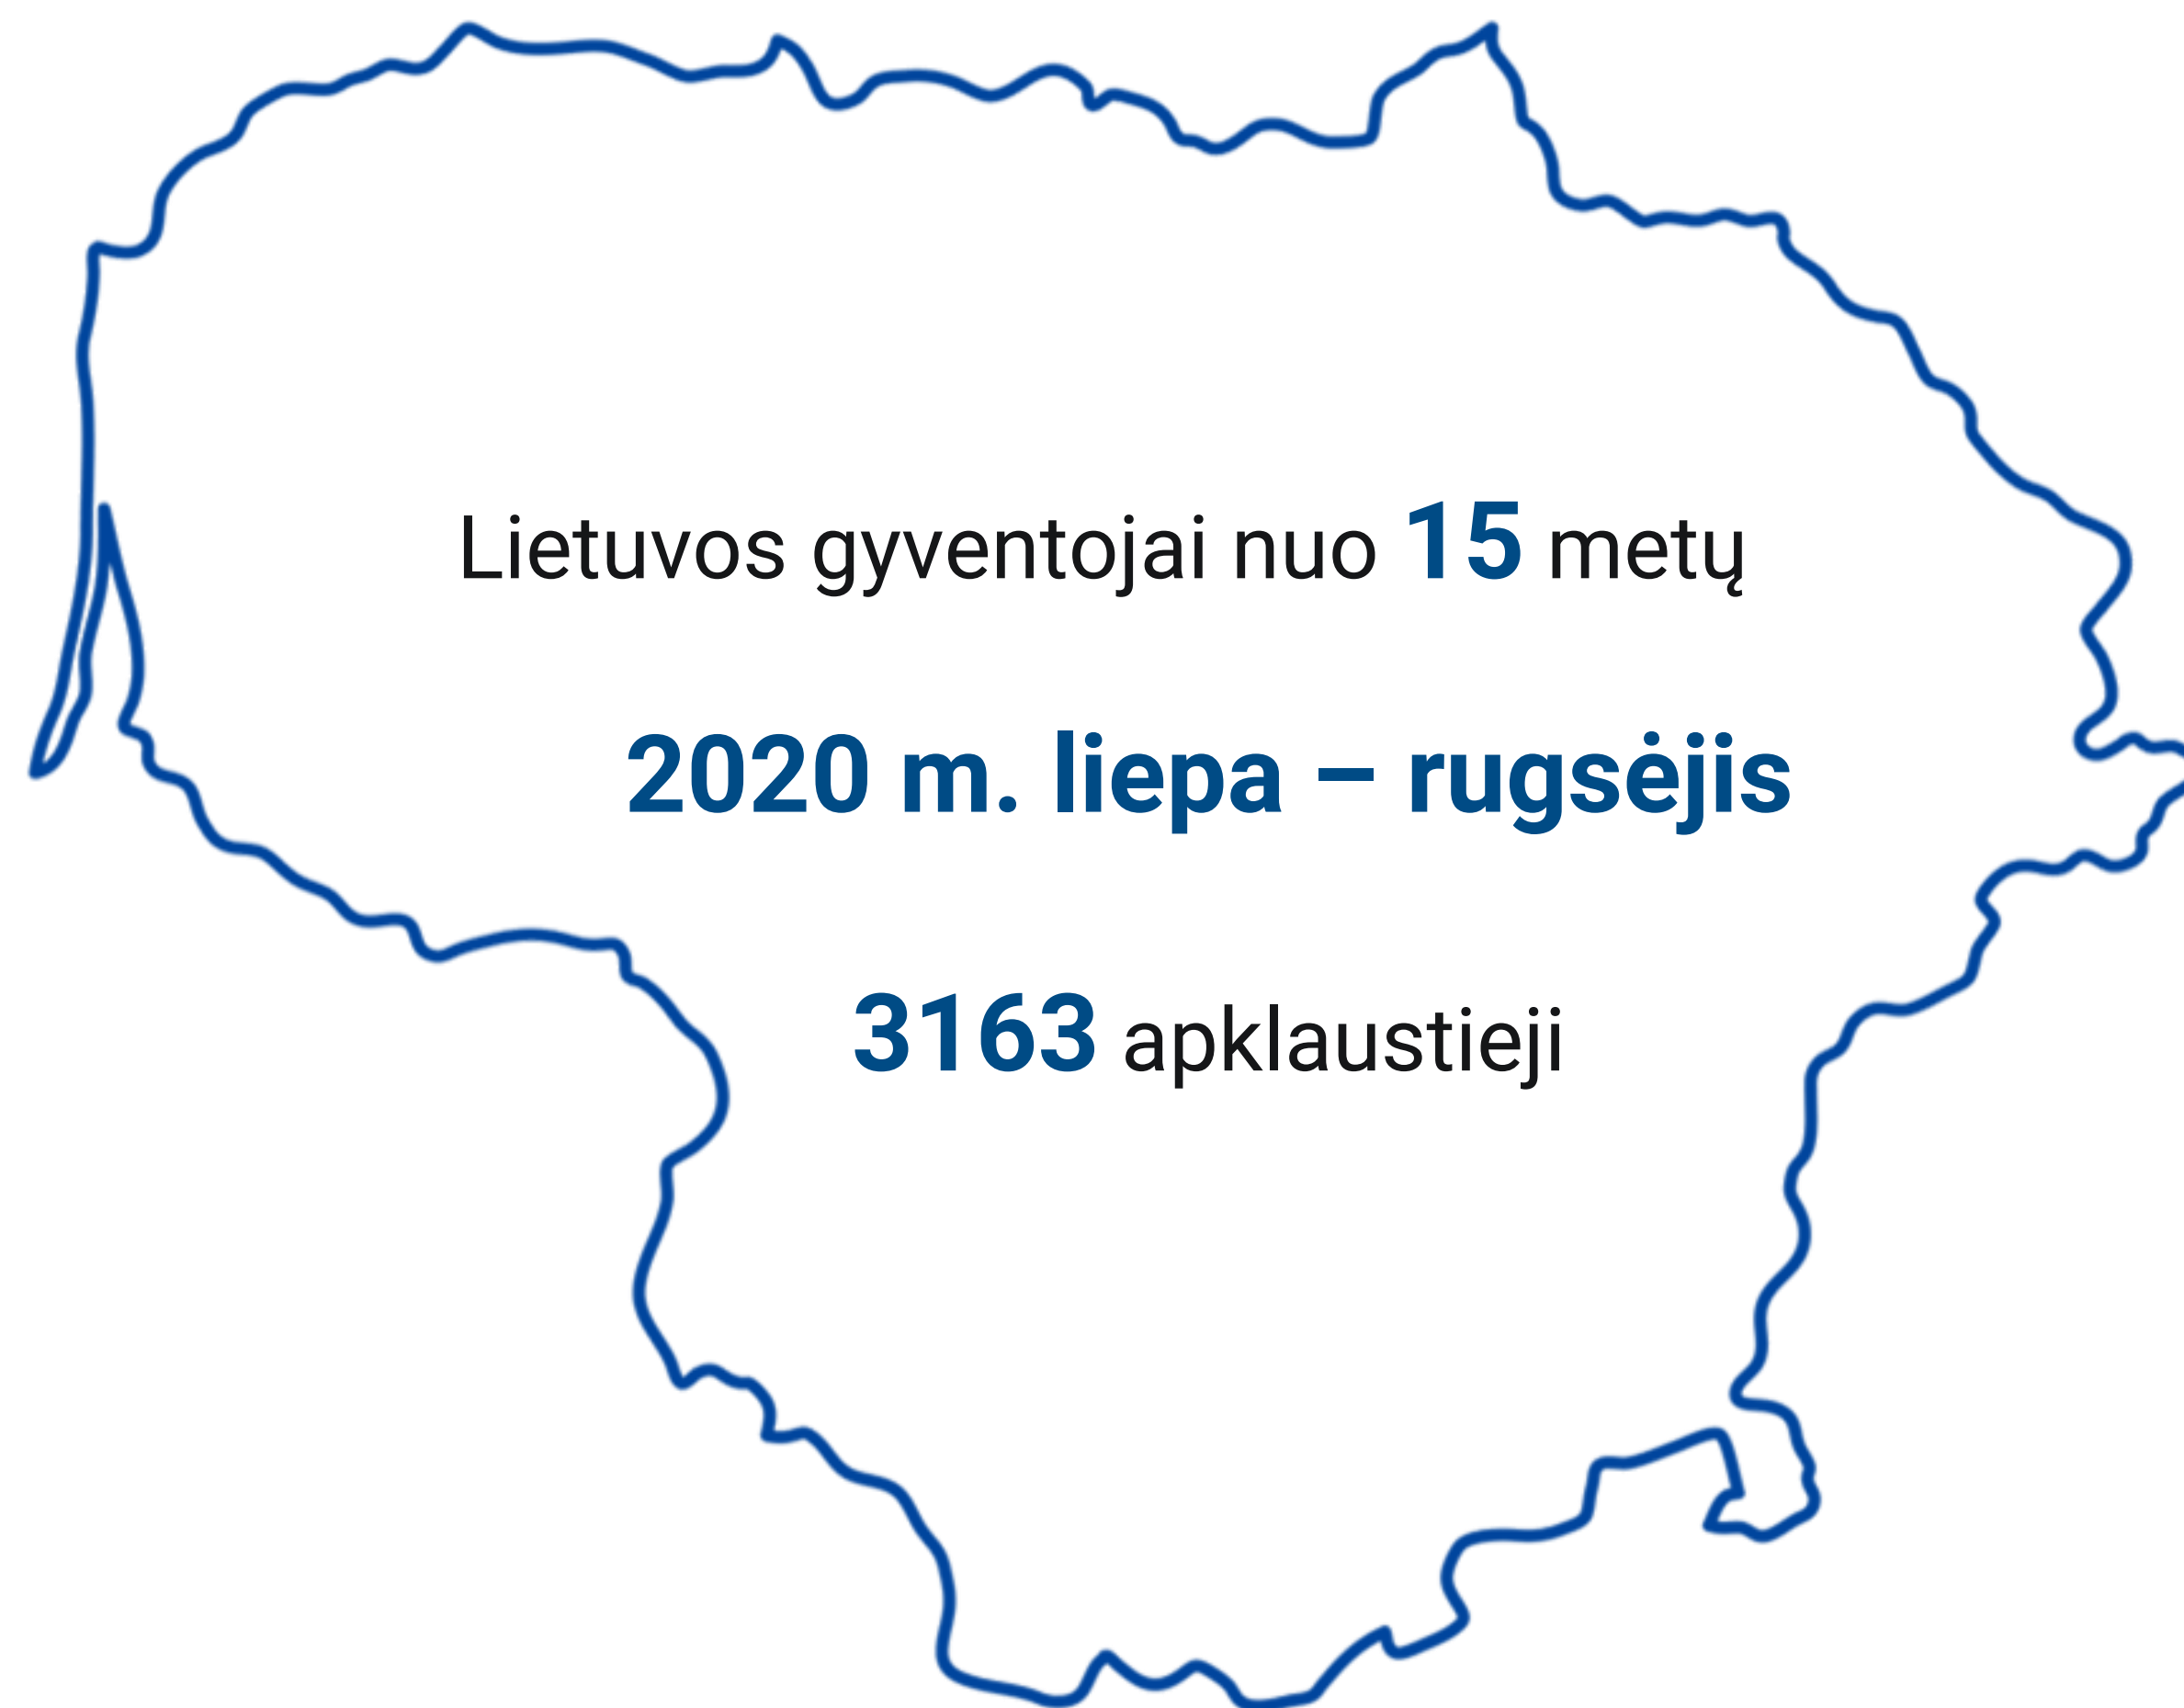 Lietuvos gyventojai nuo 15 metų
2020 m. liepa – rugsėjis
3163 apklaustieji